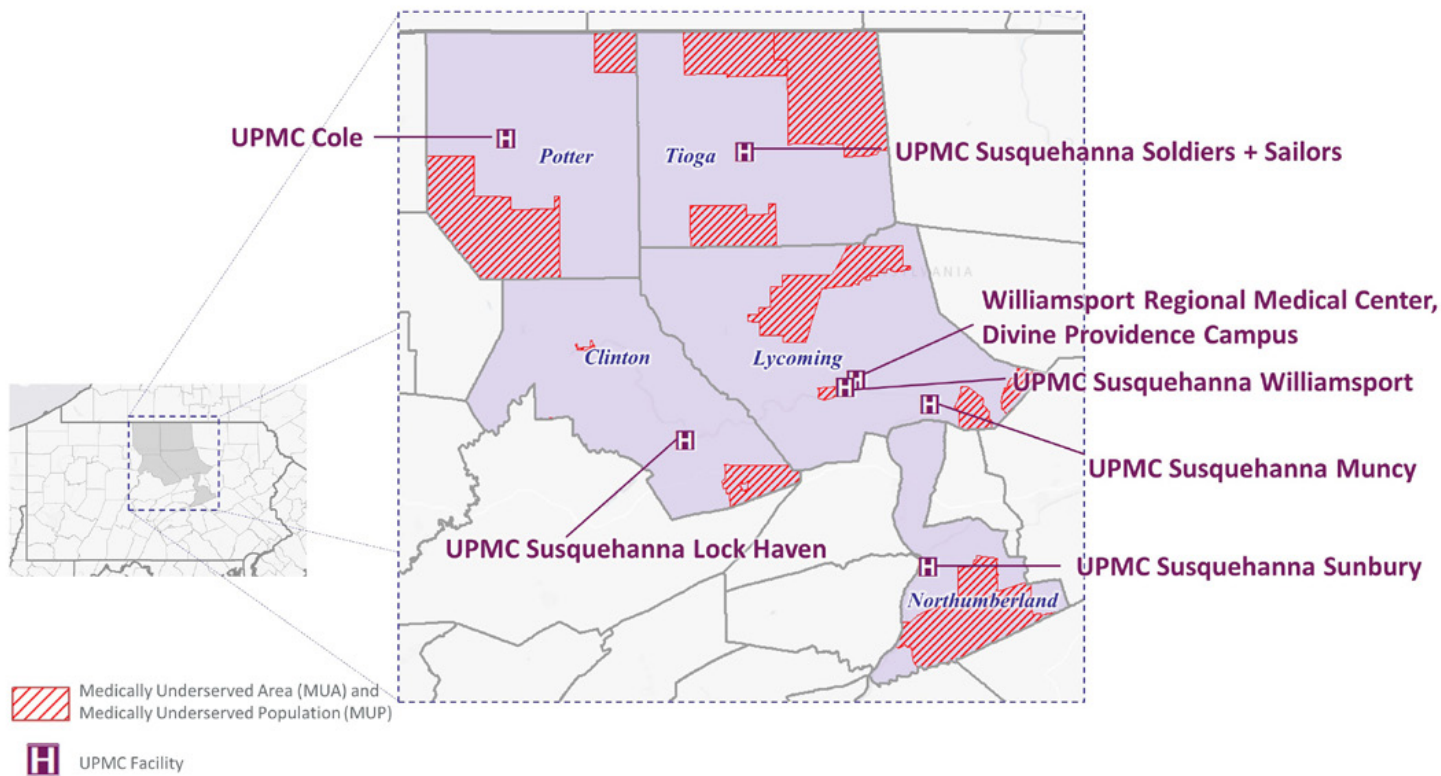 UPMC Cole
Potter
Tioga
UPMC Susquehanna Soldiers + Sailors
VANIA
Williamsport Regional Medical Center,
Divine Providence Campus
Clinton
Lycoming
UPMC Susquehanna Williamsport
UPMC Susquehanna Muncy
UPMC Susquehanna Lock Haven
UPMC Susquehanna Sunbury
Northumberland
Medically Underserved Area (MUA) and
Medically Underserved Population (MUP)
H UPMC Facility